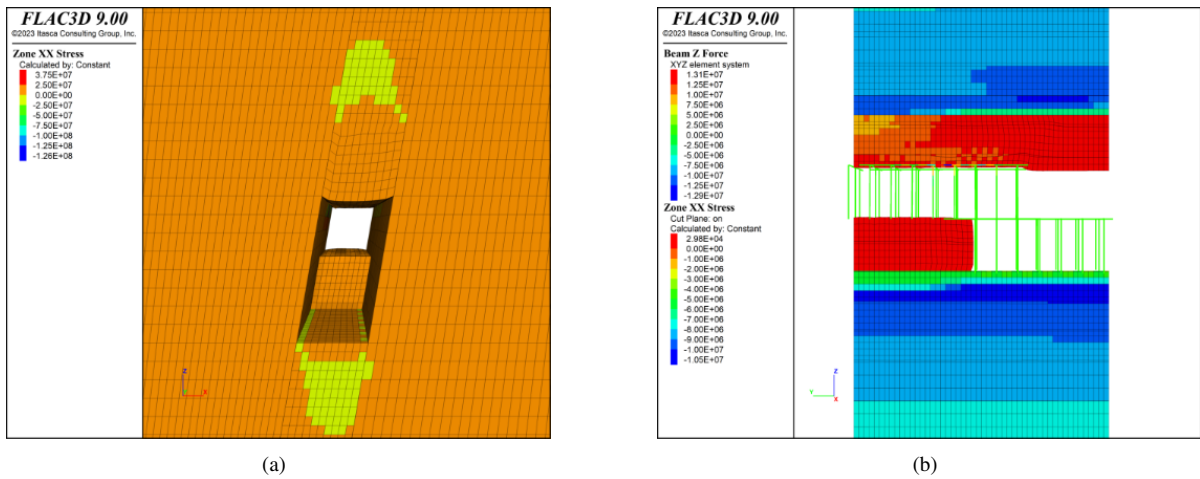 FLAC3D 9.00
©2023 Itasca Consulting Group, Inc.
Zone XX Stress
Calculated by: Constant
3.75E+07
2.50E+07
0.00E+00
-2.50E+07
-5.00E+07
-7.50E+07
-1.00E+08
-1.25E+08
-1.26E+08
Z
X
(a)
FLAC3D 9.00
©2023 Itasca Consulting Group, Inc.
Beam Z Force
XYZ element system
1.31E+07
1.25E+07
1.00E+07
7.50E+06
5.00E+06
2.50E+06
0.00E+00
-2.50E+06
-5.00E+06
-7.50E+06
-1.00E+07
-1.25E+07
-1.29E+07
Zone XX Stress
Cut Plane: on
Calculated by: Constant
2.98E+04
0.00E+00
-1.00E+06
-2.00E+06
-3.00E+06
-4.00E+06
-5.00E+06
-6.00E+06
-7.00E+06
-8.00E+06
-9.00E+06
-1.00E+07
-1.05E+07
Z
Y
X
(b)